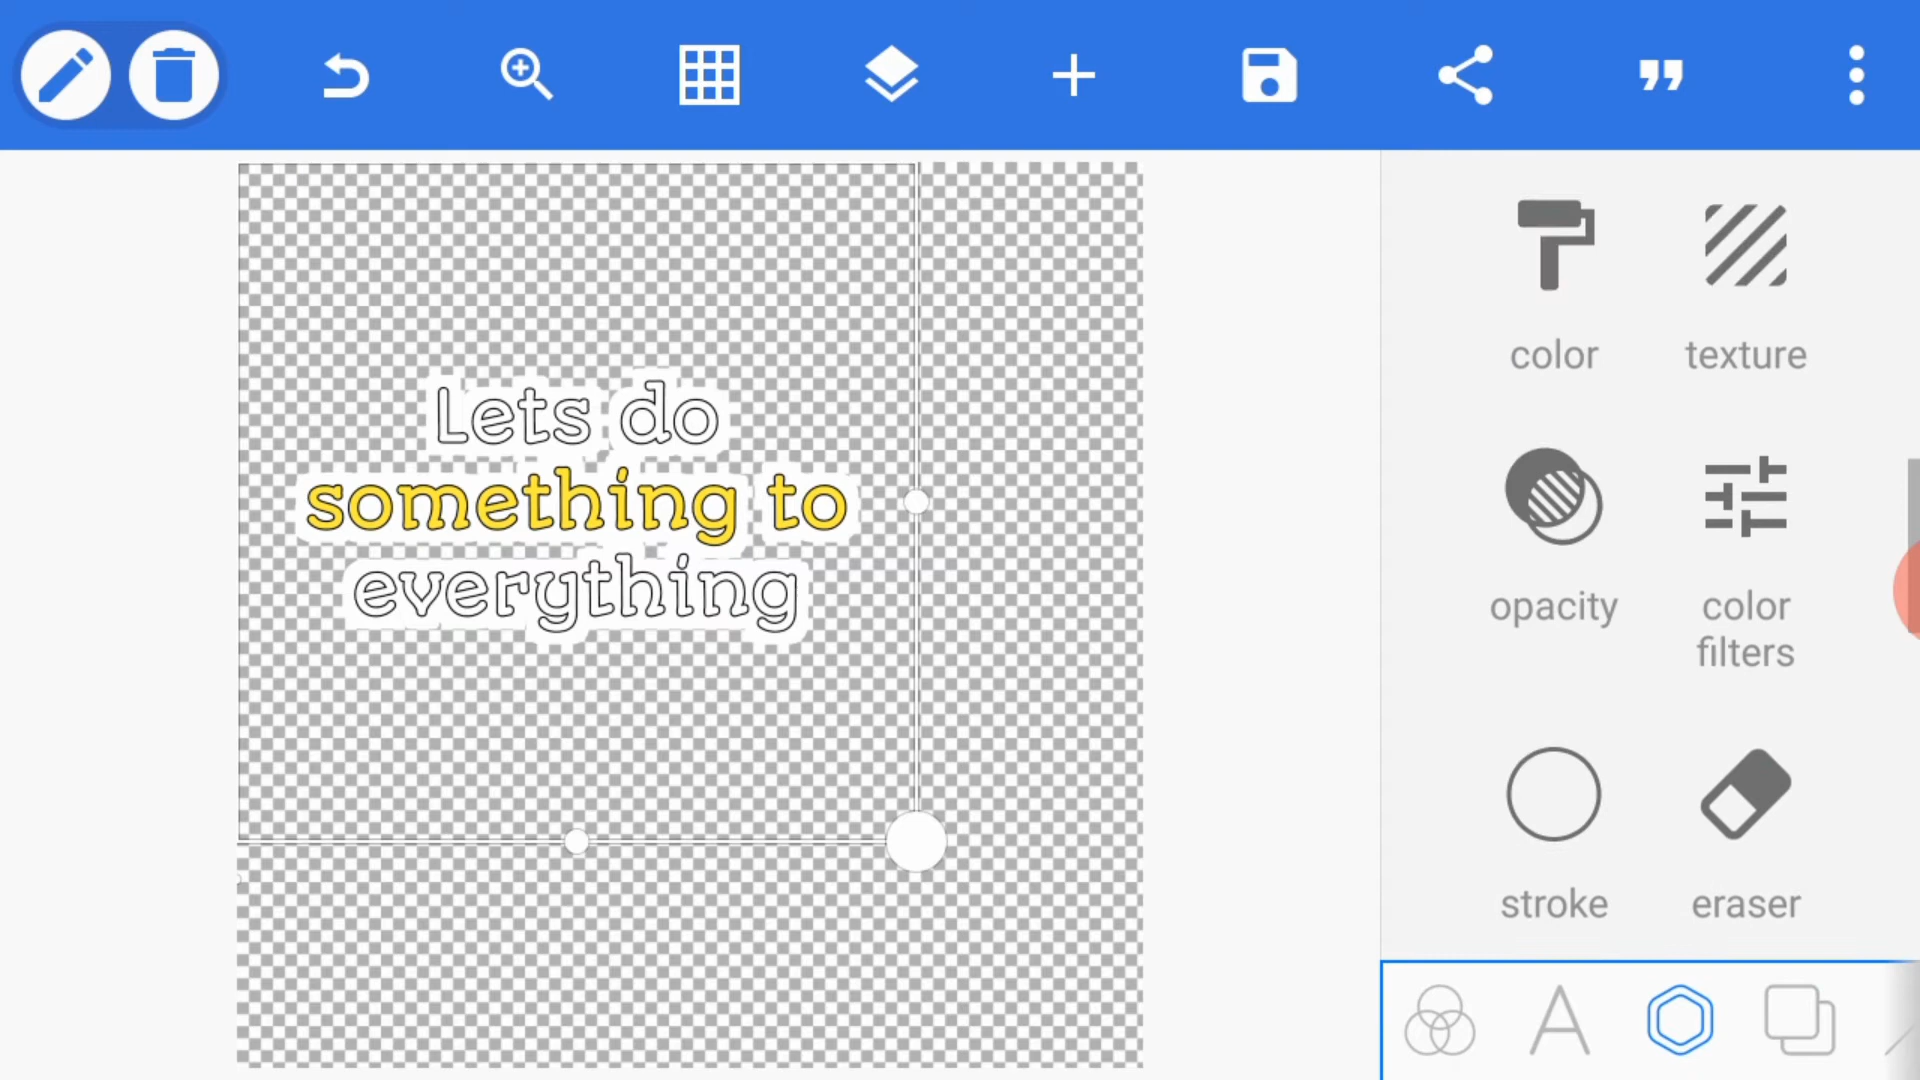 Lets do
something to
everything
color
texture
opacity
color
filters
stroke
eraser